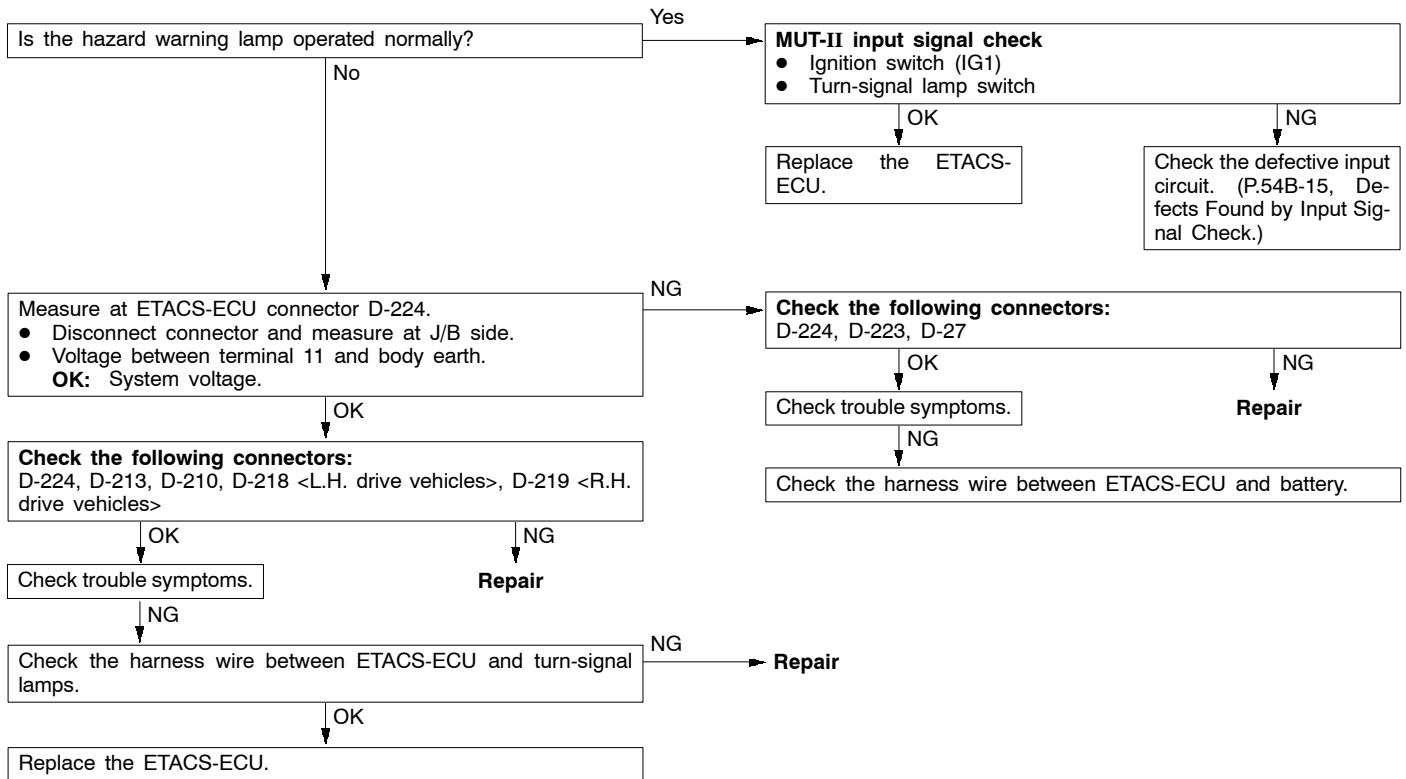 Is the hazard warning lamp operated normally?
Yes
MUT-II input signal check
● Ignition switch (IG1)
● Turn-signal lamp switch
No
OK
NG
Replace the ETACS-
ECU.
Check the defective input
circuit. (P.54B-15, De-
fects Found by Input Sig-
nal Check.)
Measure at ETACS-ECU connector D-224.
● Disconnect connector and measure at J/B side.
● Voltage between terminal 11 and body earth.
OK: System voltage.
NG
Check the following connectors:
D-224, D-223, D-27
OK
NG
Check trouble symptoms.
Repair
NG
Check the harness wire between ETACS-ECU and battery.
OK
Check the following connectors:
D-224, D-213, D-210, D-218 <L.H. drive vehicles>, D-219 <R.H.
drive vehicles>
OK
NG
Check trouble symptoms.
Repair
NG
Check the harness wire between ETACS-ECU and turn-signal
lamps.
NG
Repair
OK
Replace the ETACS-ECU.